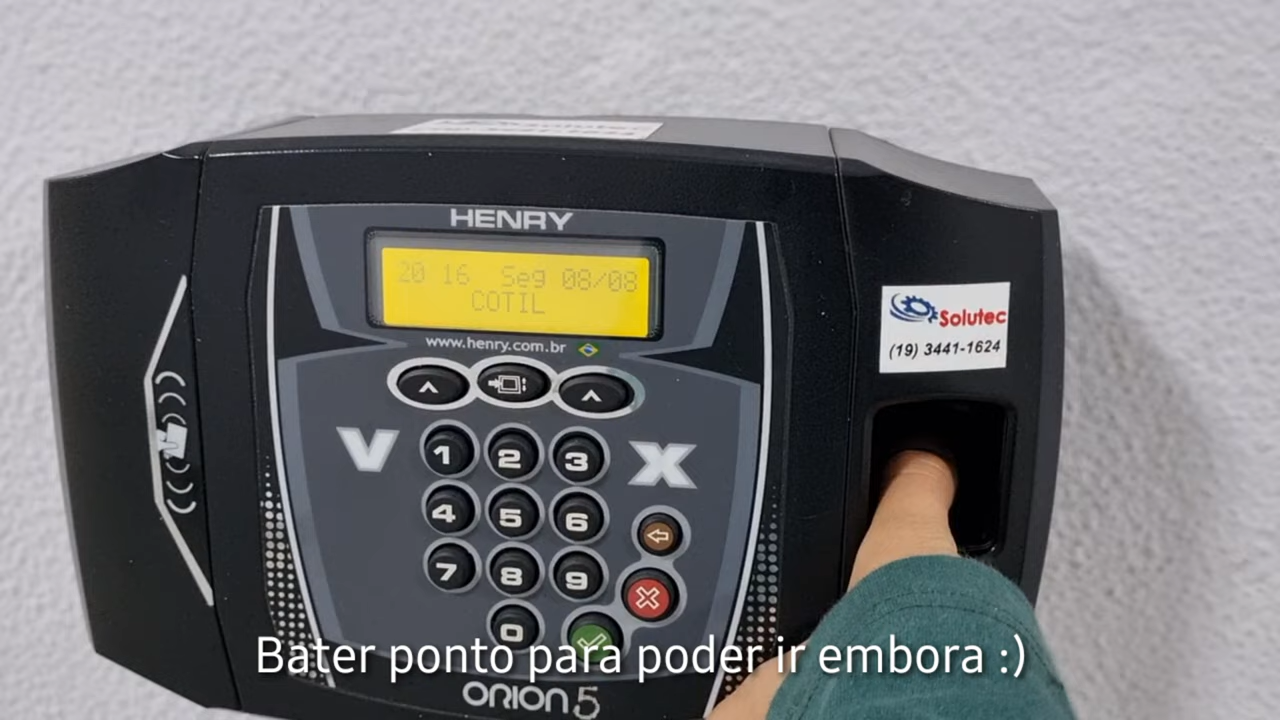 HENRY
20 16 Seg 08/08
COTIL
www.henry.com.br
Solutec
(19) 3441-1624
V
X
1 2 3
4 5 6
7 8 9
0
Bater ponto para poder ir embora :)
ORION 5